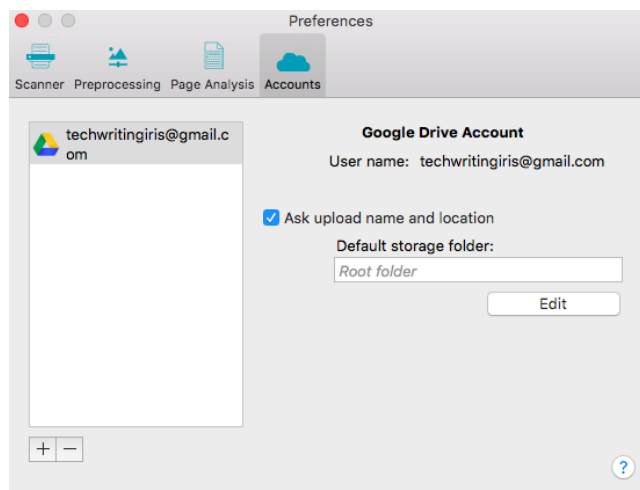 Preferences
Scanner Preprocessing Page Analysis Accounts
techwritingiris@gmail.c
om
Google Drive Account
User name: techwritingiris@gmail.com
Ask upload name and location
Default storage folder:
Root folder
Edit
+ −
?